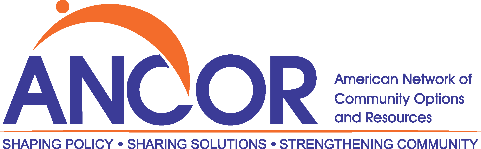 ANCOR
American Network of
Community Options
and Resources
SHAPING POLICY • SHARING SOLUTIONS • STRENGTHENING COMMUNITY